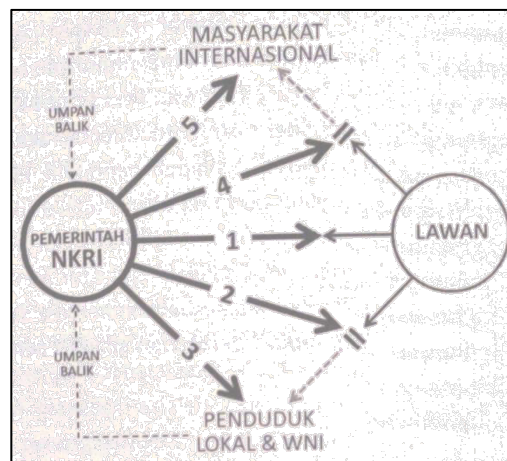 MASYARAKAT
INTERNASIONAL
UMPAN
BALIK
5
4
PEMERINTAH
NKRI
1
LAWAN
2
UMPAN
BALIK
3
PENDUDUK
LOKAL & WNI